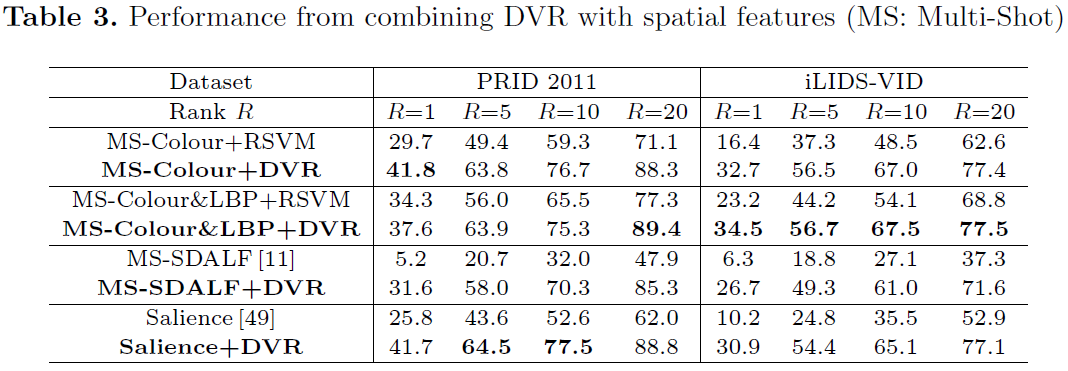 Table 3. Performance from combining DVR with spatial features (MS: Multi-Shot)
Dataset PRID 2011 iLIDS-VID
Rank R R=1 R=5 R=10 R=20 R=1 R=5 R=10 R=20
MS-Colour+RSVM 29.7 49.4 59.3 71.1 16.4 37.3 48.5 62.6
MS-Colour+DVR 41.8 63.8 76.7 88.3 32.7 56.5 67.0 77.4
MS-Colour&LBP+RSVM 34.3 56.0 65.5 77.3 23.2 44.2 54.1 68.8
MS-Colour&LBP+DVR 37.6 63.9 75.3 89.4 34.5 56.7 67.5 77.5
MS-SDALF [11] 5.2 20.7 32.0 47.9 6.3 18.8 27.1 37.3
MS-SDALF+DVR 31.6 58.0 70.3 85.3 26.7 49.3 61.0 71.6
Salience [49] 25.8 43.6 52.6 62.0 10.2 24.8 35.5 52.9
Salience+DVR 41.7 64.5 77.5 88.8 30.9 54.4 65.1 77.1